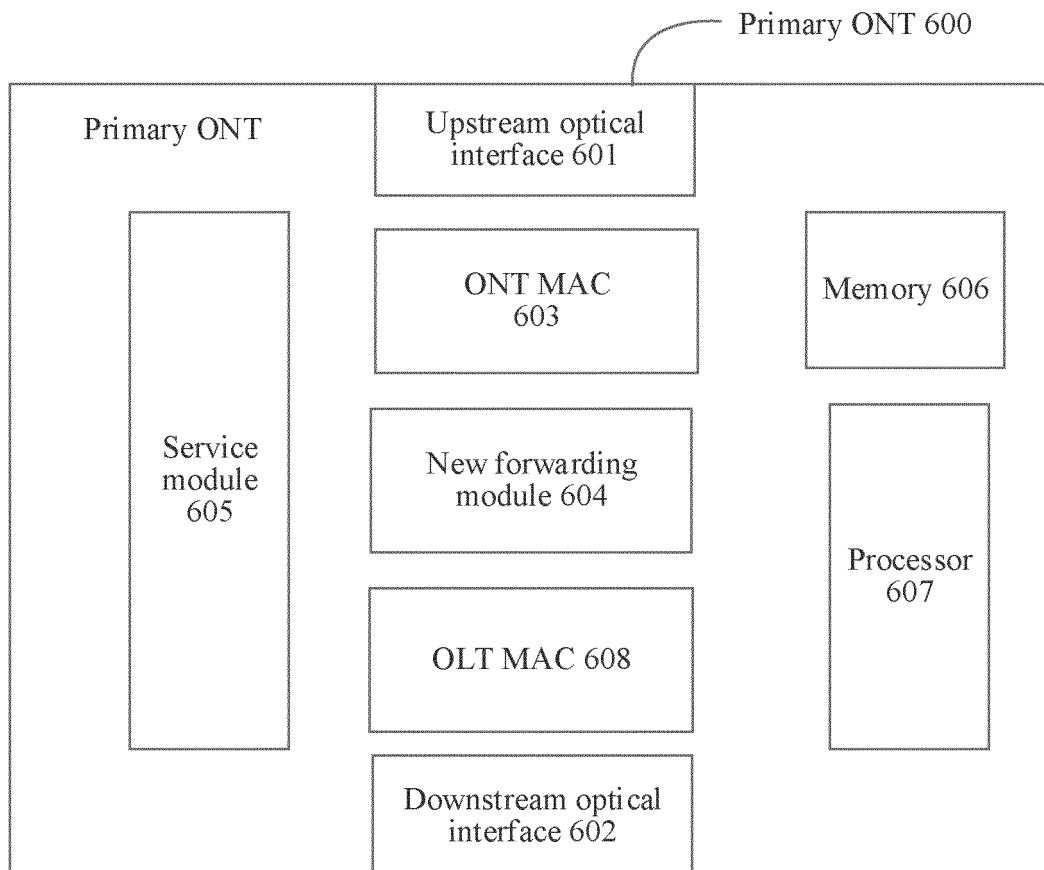 Primary ONT 600
Primary ONT
Upstream optical
interface 601
ONT MAC
603
Memory 606
Service
module
605
New forwarding
module 604
Processor
607
OLT MAC 608
Downstream optical
interface 602